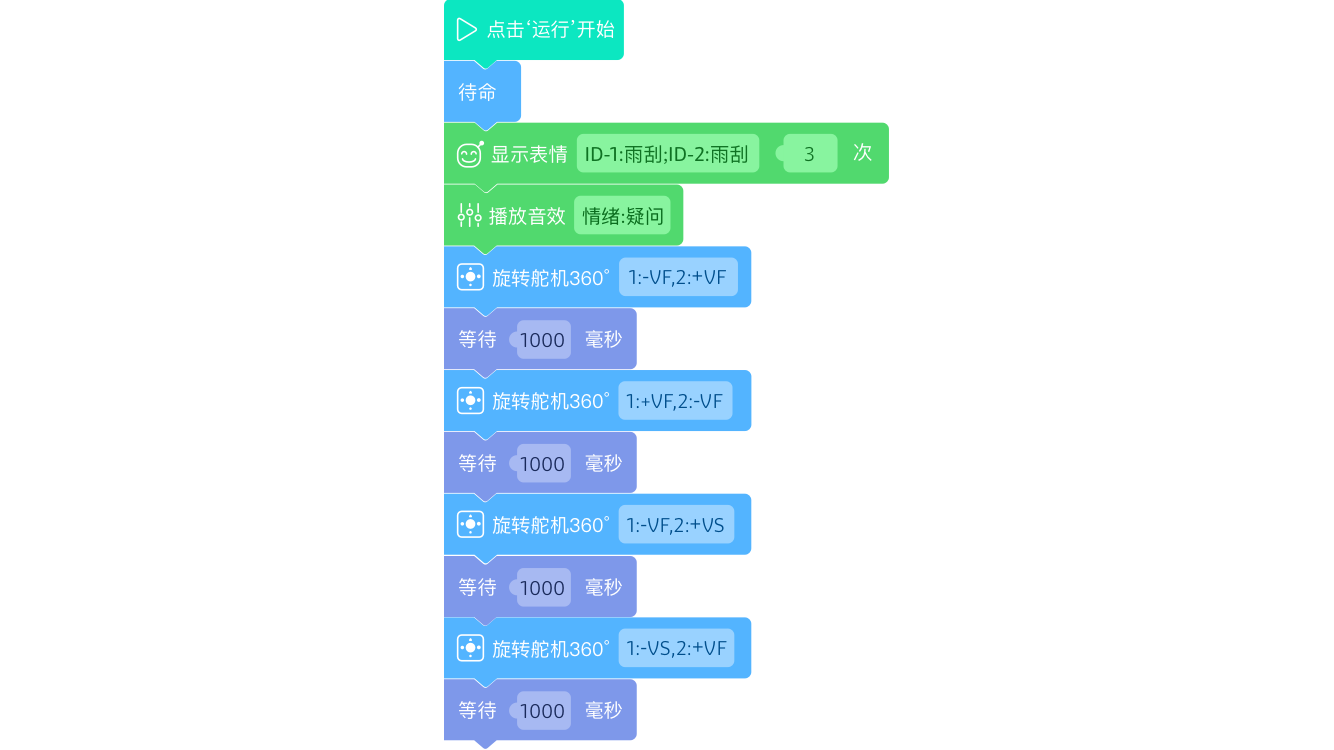 点击‘运行’开始
待命
显示表情 ID-1:雨刮;ID-2:雨刮 3 次
播放音效 情绪:疑问
旋转舵机360° 1:-VF,2:+VF
等待 1000 毫秒
旋转舵机360° 1:+VF,2:-VF
等待 1000 毫秒
旋转舵机360° 1:-VF,2:+VS
等待 1000 毫秒
旋转舵机360° 1:-VS,2:+VF
等待 1000 毫秒